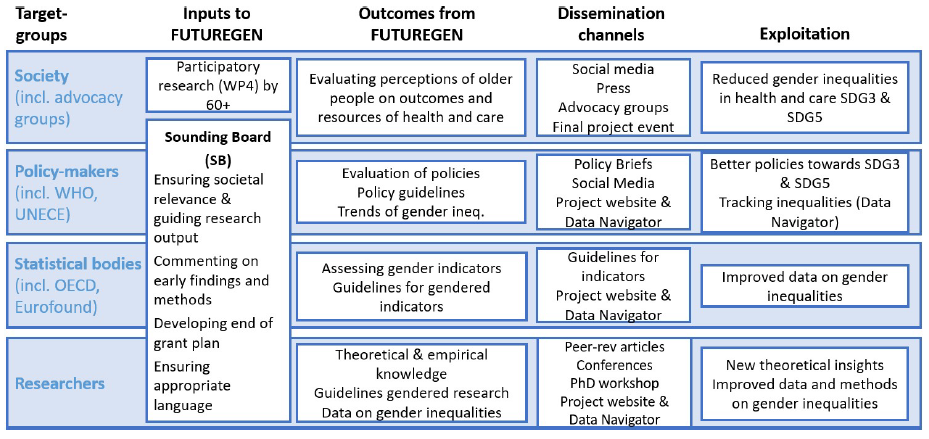 Target-
groups
Inputs to
FUTUREGEN
Outcomes from
FUTUREGEN
Dissemination
channels
Exploitation
Society
(incl. advocacy
groups)
Participatory
research (WP4) by
60+
Evaluating perceptions of older
people on outcomes and
resources of health and care
Social media
Press
Advocacy groups
Final project event
Reduced gender inequalities
in health and care SDG3 &
SDG5
Sounding Board
(SB)
Ensuring societal
relevance &
guiding research
output
Commenting on
early findings and
methods
Developing end of
grant plan
Ensuring
appropriate
language
Policy-makers
(incl. WHO,
UNECE)
Evaluation of policies
Policy guidelines
Trends of gender ineq.
Policy Briefs
Social Media
Project website &
Data Navigator
Better policies towards SDG3
& SDG5
Tracking inequalities (Data
Navigator)
Statistical bodies
(incl. OECD,
Eurofound)
Assessing gender indicators
Guidelines for gendered
indicators
Guidelines for
indicators
Project website &
Data Navigator
Improved data on gender
inequalities
Researchers
Theoretical & empirical
knowledge
Guidelines gendered research
Data on gender inequalities
Peer-rev articles
Conferences
PhD workshop
Project website &
Data Navigator
New theoretical insights
Improved data and methods
on gender inequalities